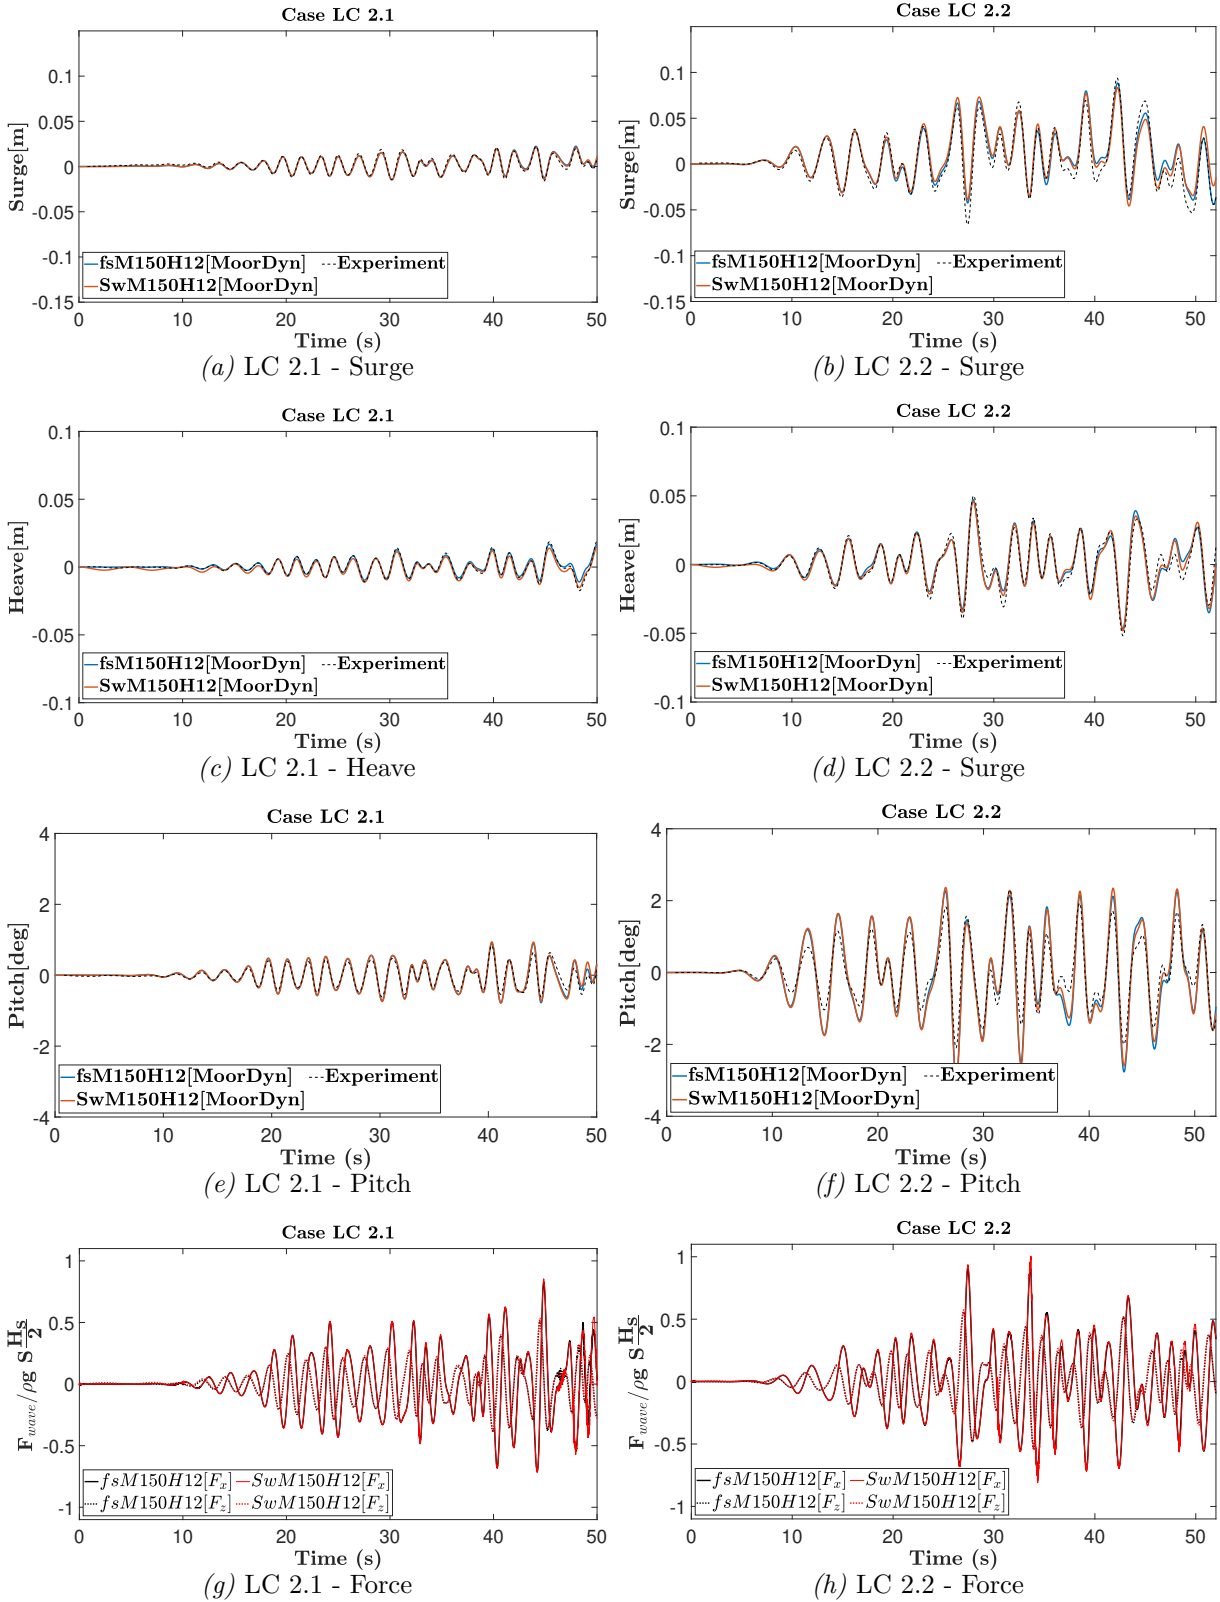 Case LC 2.1
Surge[m]
0.1
0.05
0
-0.05
-0.1
-0.15
fsM150H12[MoorDyn] Experiment
SwM150H12[MoorDyn]
0 10 20 30 40 50
Time (s)
(a) LC 2.1 - Surge
Case LC 2.2
Surge[m]
0.1
0.05
0
-0.05
-0.1
-0.15
fsM150H12[MoorDyn] Experiment
SwM150H12[MoorDyn]
0 10 20 30 40 50
Time (s)
(b) LC 2.2 - Surge
Case LC 2.1
Heave[m]
0.1
0.05
0
-0.05
-0.1
fsM150H12[MoorDyn] Experiment
SwM150H12[MoorDyn]
0 10 20 30 40 50
Time (s)
(c) LC 2.1 - Heave
Case LC 2.2
Heave[m]
0.1
0.05
0
-0.05
-0.1
fsM150H12[MoorDyn] Experiment
SwM150H12[MoorDyn]
0 10 20 30 40 50
Time (s)
(d) LC 2.2 - Surge
Case LC 2.1
Pitch[deg]
4
2
0
-2
-4
fsM150H12[MoorDyn] Experiment
SwM150H12[MoorDyn]
0 10 20 30 40 50
Time (s)
(e) LC 2.1 - Pitch
Case LC 2.2
Pitch[deg]
4
2
0
-2
-4
fsM150H12[MoorDyn] Experiment
SwM150H12[MoorDyn]
0 10 20 30 40 50
Time (s)
(f) LC 2.2 - Pitch
Case LC 2.1
F_wave/ρg S Hs/2
1
0.5
0
-0.5
-1
fsM150H12[F_x] SwM150H12[F_x]
fsM150H12[F_z] SwM150H12[F_z]
0 10 20 30 40 50
Time (s)
(g) LC 2.1 - Force
Case LC 2.2
F_wave/ρg S Hs/2
1
0.5
0
-0.5
-1
fsM150H12[F_x] SwM150H12[F_x]
fsM150H12[F_z] SwM150H12[F_z]
0 10 20 30 40 50
Time (s)
(h) LC 2.2 - Force